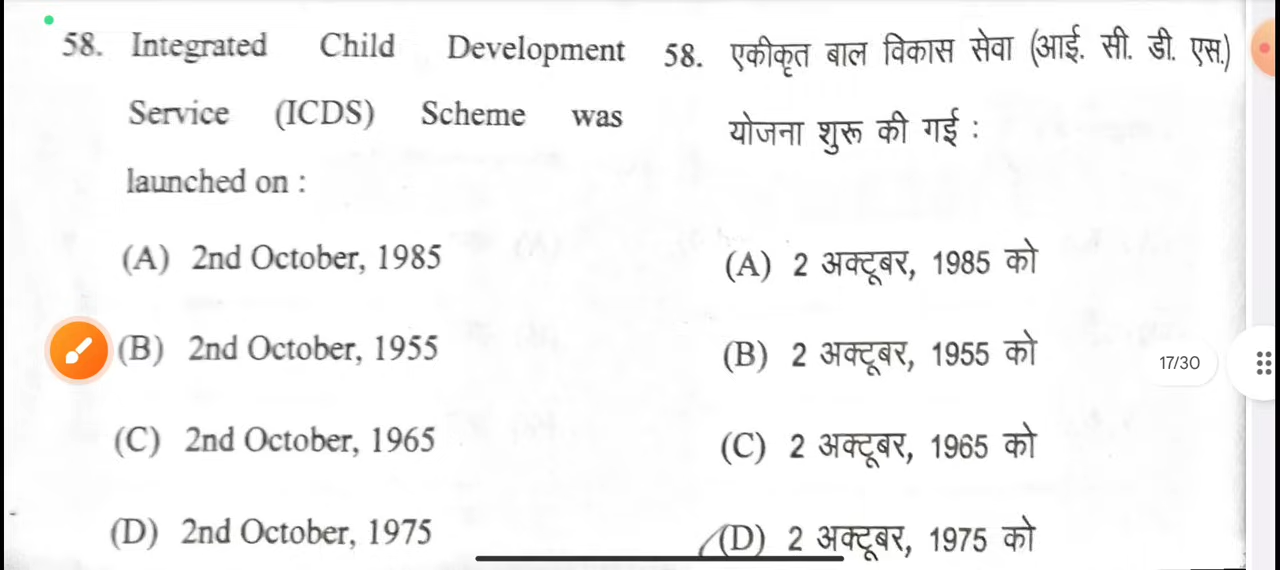 58. Integrated Child Development
Service (ICDS) Scheme was
launched on :
(A) 2nd October, 1985
(B) 2nd October, 1955
(C) 2nd October, 1965
(D) 2nd October, 1975
58. एकीकृत बाल विकास सेवा (आई. सी. डी. एस.)
योजना शुरू की गई :
(A) 2 अक्टूबर, 1985 को
(B) 2 अक्टूबर, 1955 को
(C) 2 अक्टूबर, 1965 को
(D) 2 अक्टूबर, 1975 को
17/30